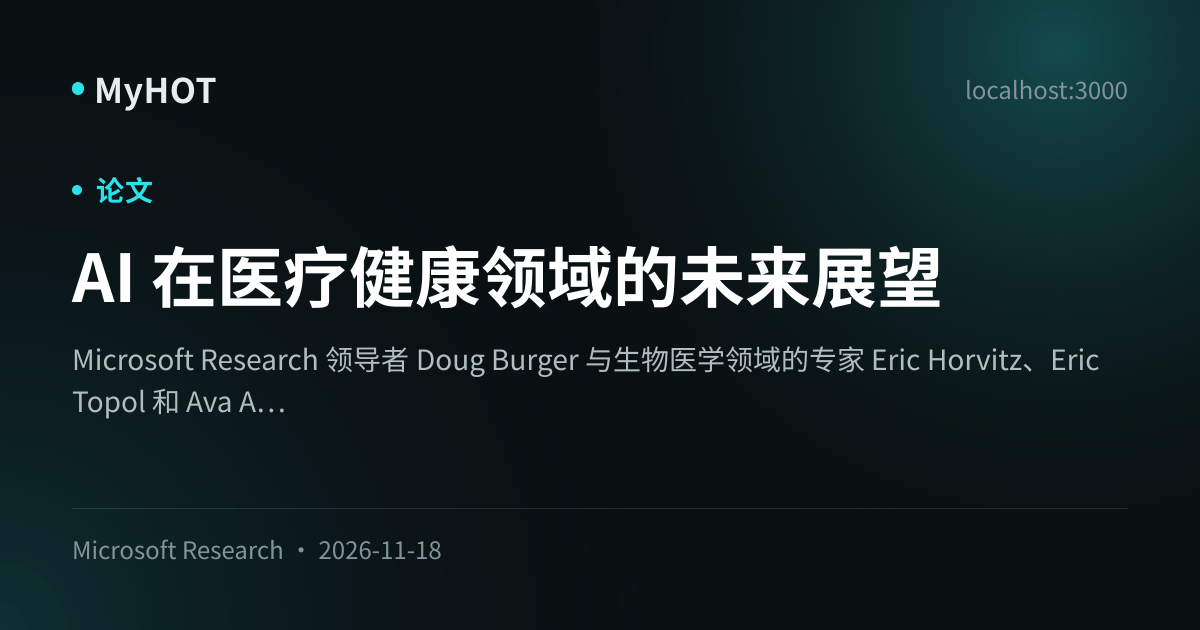 MyHOT
localhost:3000
论文
AI 在医疗健康领域的未来展望
Microsoft Research 领导者 Doug Burger 与生物医学领域的专家 Eric Horvitz、Eric
Topol 和 Ava A…
Microsoft Research · 2026-11-18